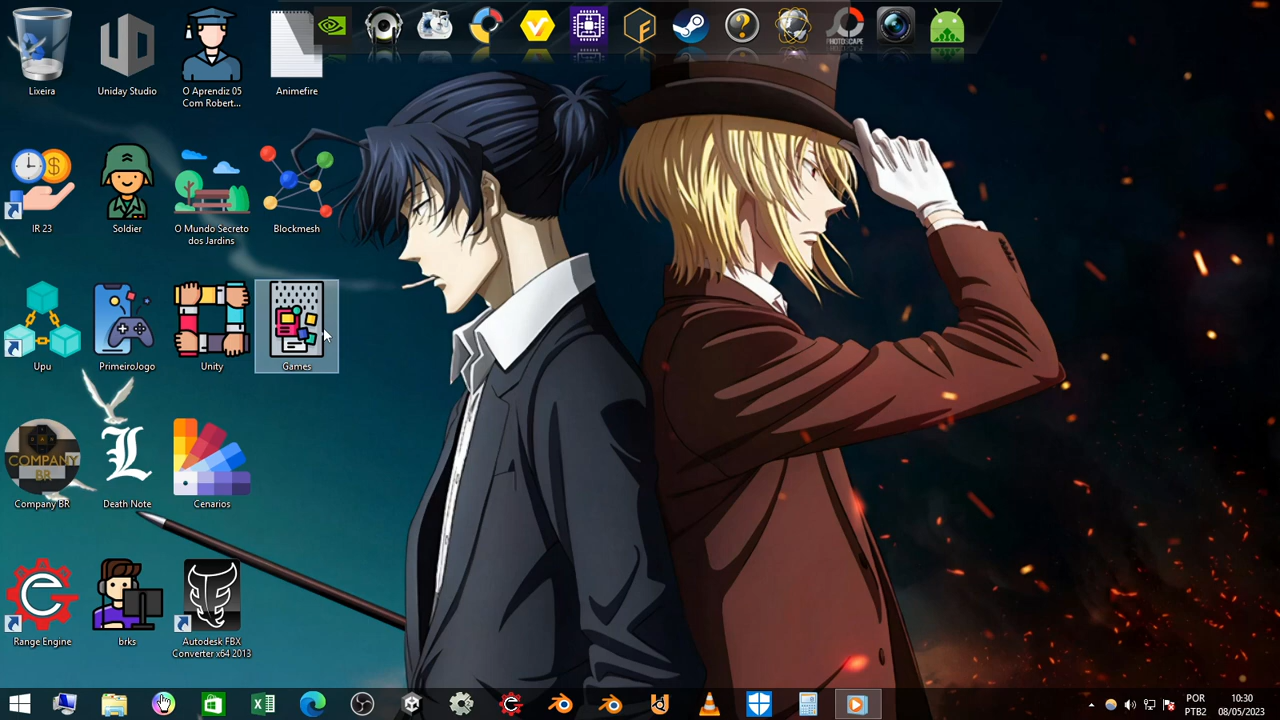 PHOTOSCAPE
Lixeira
Uniday Studio
O Aprendiz 05
Com Robert...
Animefire
IR 23
Soldier
O Mundo Secreto
dos Jardins
Blockmesh
Upu
PrimeiroJogo
Unity
Games
COMPANY
BR
Company BR
Death Note
Cenarios
Range Engine
brks
Autodesk FBX
Converter x64 2013
POR
PTB2
10:30
08/05/2023